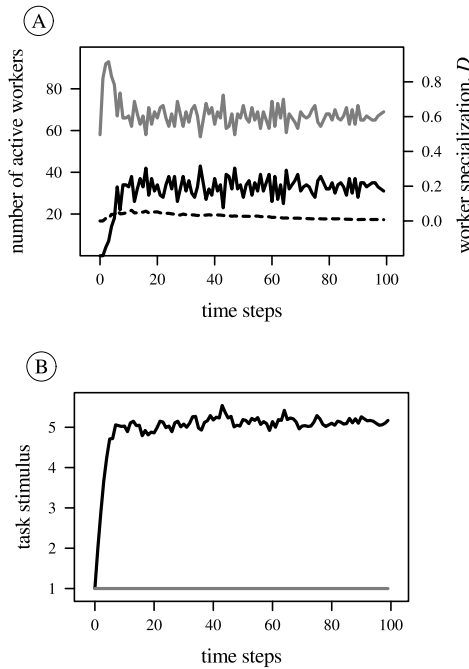 A
number of active workers
80
60
40
20
0.8
0.6
0.4
0.2
0.0
worker specialization, D
0 20 40 60 80 100
time steps
B
task stimulus
5
4
3
2
1
0 20 40 60 80 100
time steps